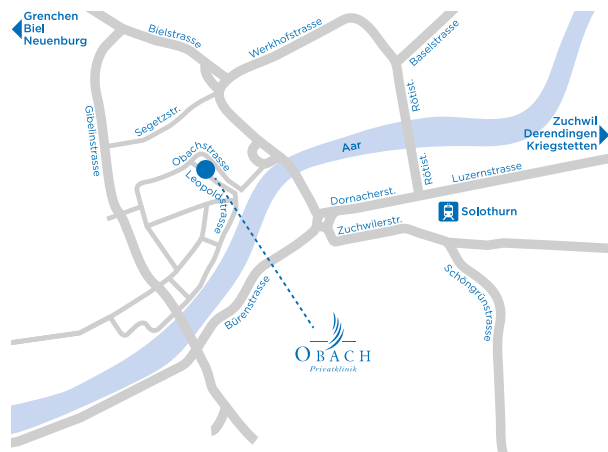 Grenchen
Biel
Neuenburg
Bielstrasse
Werkhofstrasse
Baselstrasse
Gibelinstrasse
Segetzstr.
Rötist.
Zuchwil
Derendingen
Kriegstetten
Aar
Obachstrasse
Leopoldstrasse
Rötist.
Luzernstrasse
Dornacherst.
Solothurn
Zuchwilerstr.
Bürenstrasse
Schöngrünstrasse
OBACH
Privatklinik